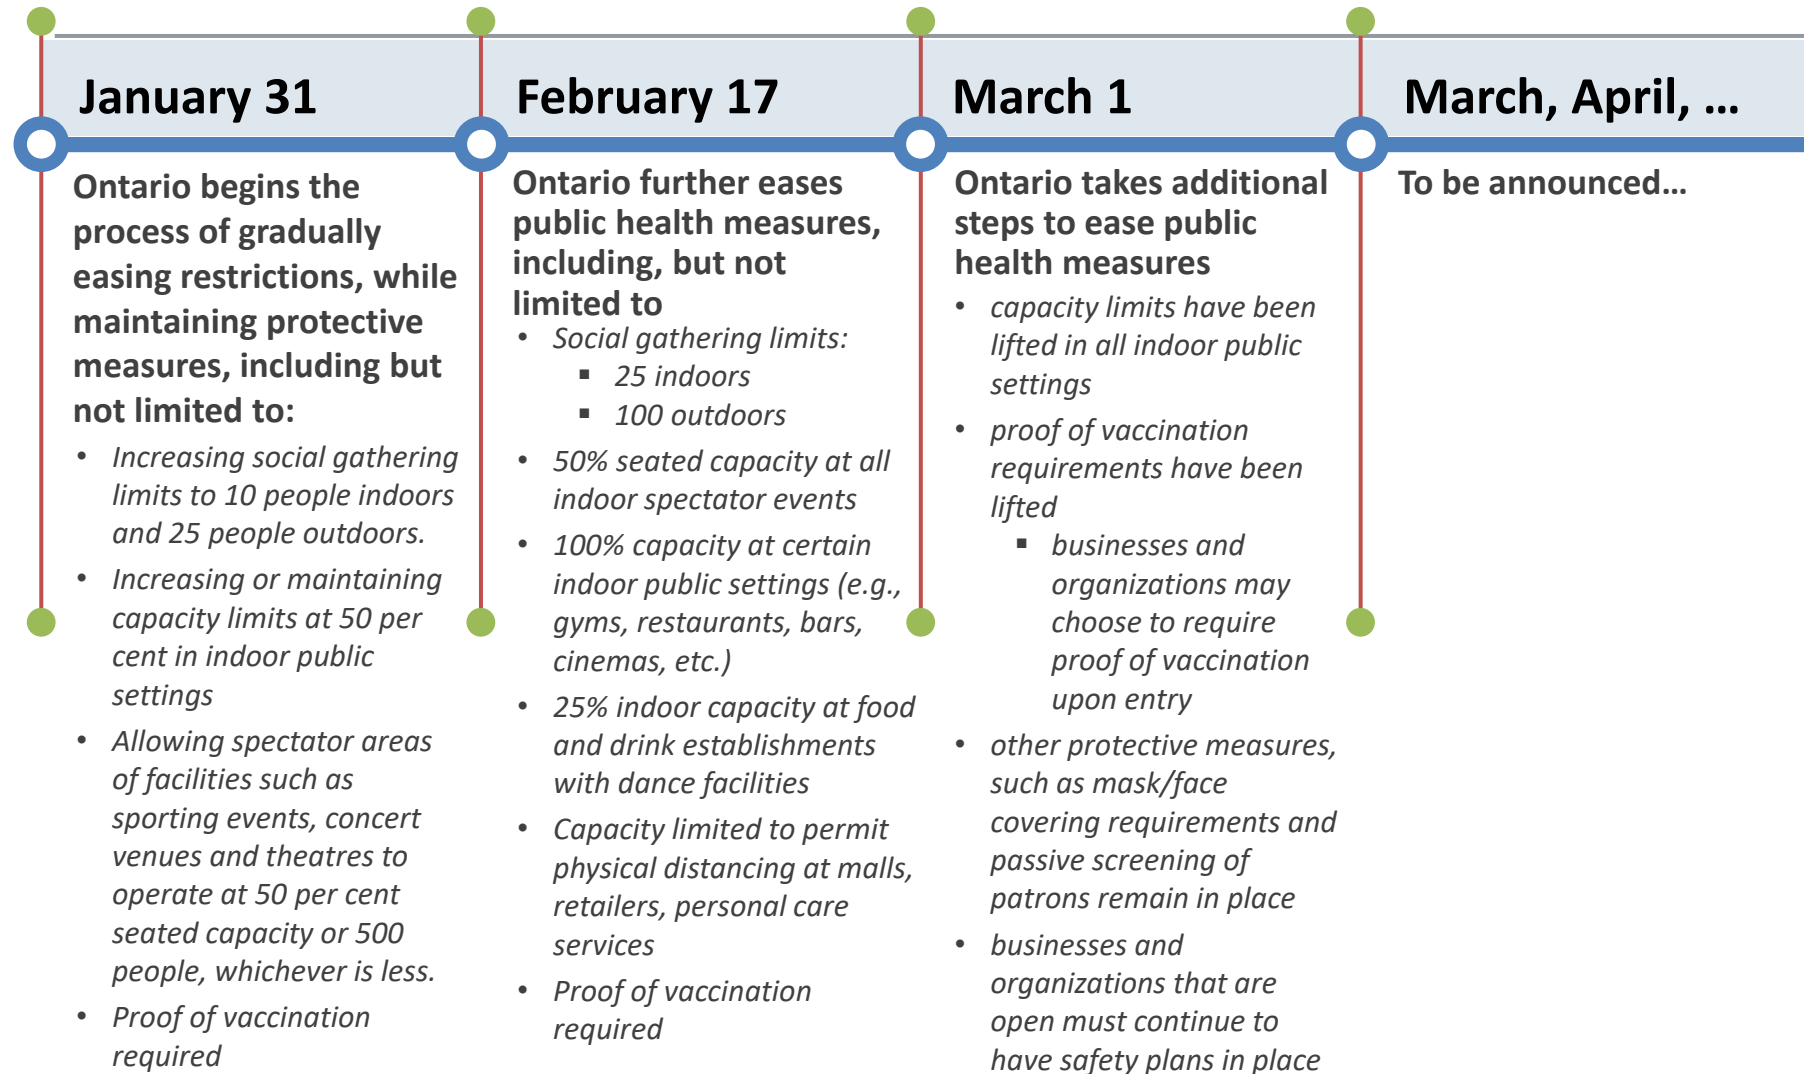 January 31
Ontario begins the
process of gradually
easing restrictions, while
maintaining protective
measures, including but
not limited to:
• Increasing social gathering
limits to 10 people indoors
and 25 people outdoors.
• Increasing or maintaining
capacity limits at 50 per
cent in indoor public
settings
• Allowing spectator areas
of facilities such as
sporting events, concert
venues and theatres to
operate at 50 per cent
seated capacity or 500
people, whichever is less.
• Proof of vaccination
required
February 17
Ontario further eases
public health measures,
including, but not
limited to
• Social gathering limits:
▪ 25 indoors
▪ 100 outdoors
• 50% seated capacity at all
indoor spectator events
• 100% capacity at certain
indoor public settings (e.g.,
gyms, restaurants, bars,
cinemas, etc.)
• 25% indoor capacity at food
and drink establishments
with dance facilities
• Capacity limited to permit
physical distancing at malls,
retailers, personal care
services
• Proof of vaccination
required
March 1
Ontario takes additional
steps to ease public
health measures
• capacity limits have been
lifted in all indoor public
settings
• proof of vaccination
requirements have been
lifted
▪ businesses and
organizations may
choose to require
proof of vaccination
upon entry
• other protective measures,
such as mask/face
covering requirements and
passive screening of
patrons remain in place
• businesses and
organizations that are
open must continue to
have safety plans in place
March, April, …
To be announced…